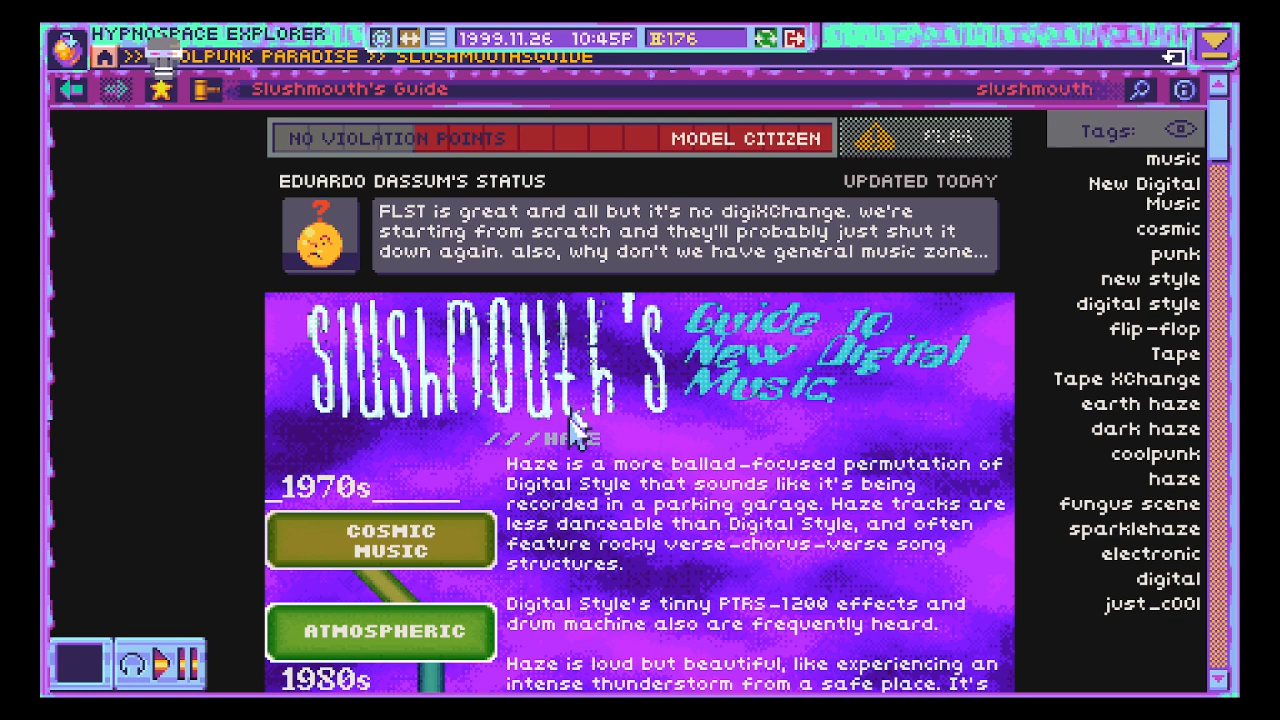 HYPNOSPACE EXPLORER
1999.11.26 10:45P
176
>> OLPUNK PARADISE >> SLUSHMOUTHSGUIDE
Slushmouth's Guide
slushmouth
NO VIOLATION POINTS
MODEL CITIZEN
FLAG
EDUARDO DASSUM'S STATUS
UPDATED TODAY
FLST is great and all but it's no digiXChange. we're
starting from scratch and they'll probably just shut it
down again. also, why don't we have general music zone...
slushmouth's
Guide to
New Digital
Music
1970s
COSMIC
MUSIC
ATMOSPHERIC
1980s
///HAZE
Haze is a more ballad-focused permutation of
Digital Style that sounds like it's being
recorded in a parking garage. Haze tracks are
less danceable than Digital Style, and often
feature rocky verse-chorus-verse song
structures.
Digital Style's tinny PTRS-1200 effects and
drum machine also are frequently heard.
Haze is loud but beautiful, like experiencing an
intense thunderstorm from a safe place. It's
Tags:
music
New Digital
Music
cosmic
punk
new style
digital style
flip-flop
Tape
Tape XChange
earth haze
dark haze
coolpunk
haze
fungus scene
sparklehaze
electronic
digital
just_c00l